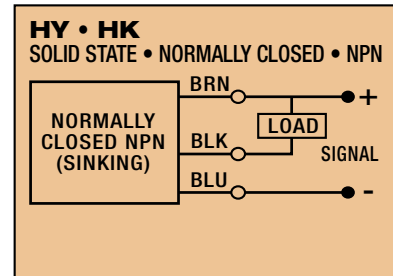 HY • HK
SOLID STATE • NORMALLY CLOSED • NPN
BRN
+
NORMALLY
CLOSED NPN
(SINKING)
LOAD
BLK
SIGNAL
BLU
-